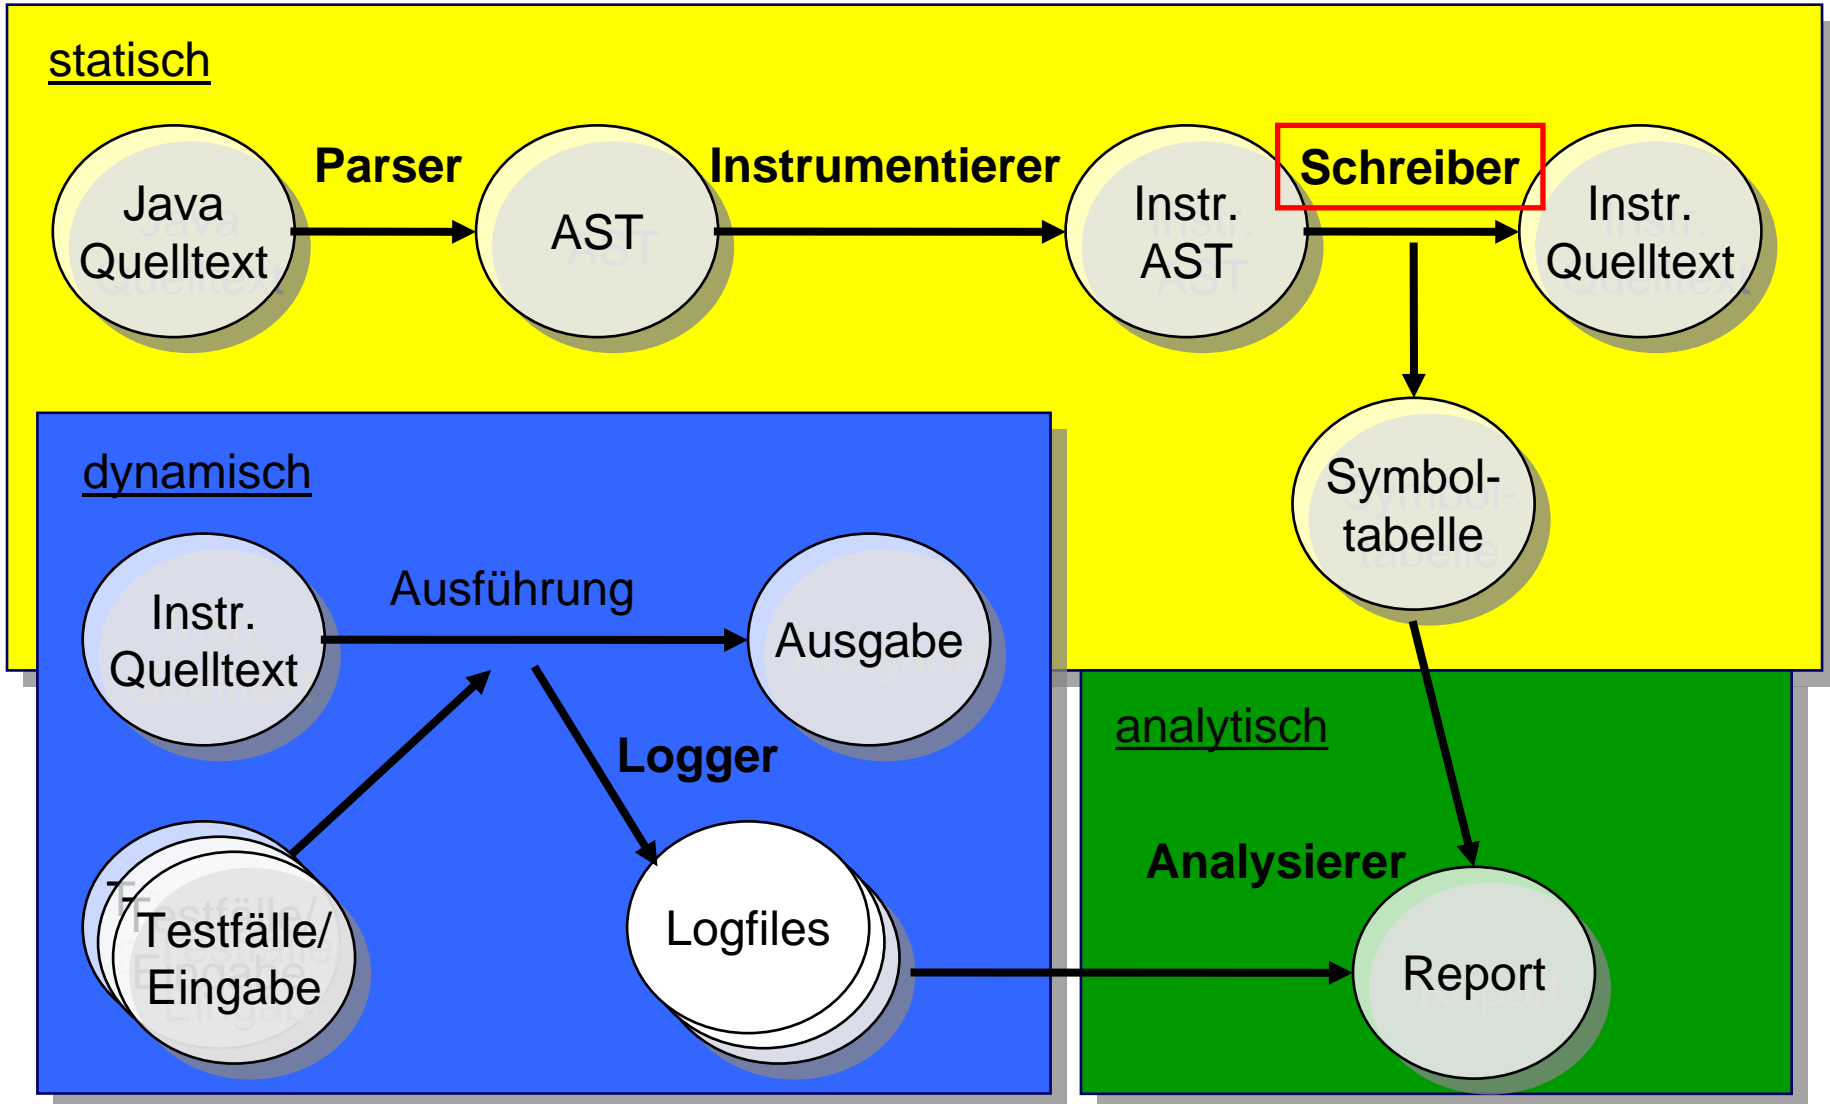 statisch
Parser
Instrumentierer
Schreiber
Java
Quelltext
AST
Instr.
AST
Instr.
Quelltext
Symbol-
tabelle
dynamisch
Instr.
Quelltext
Ausführung
Ausgabe
Logger
Testfälle/
Eingabe
Logfiles
analytisch
Analysierer
Report